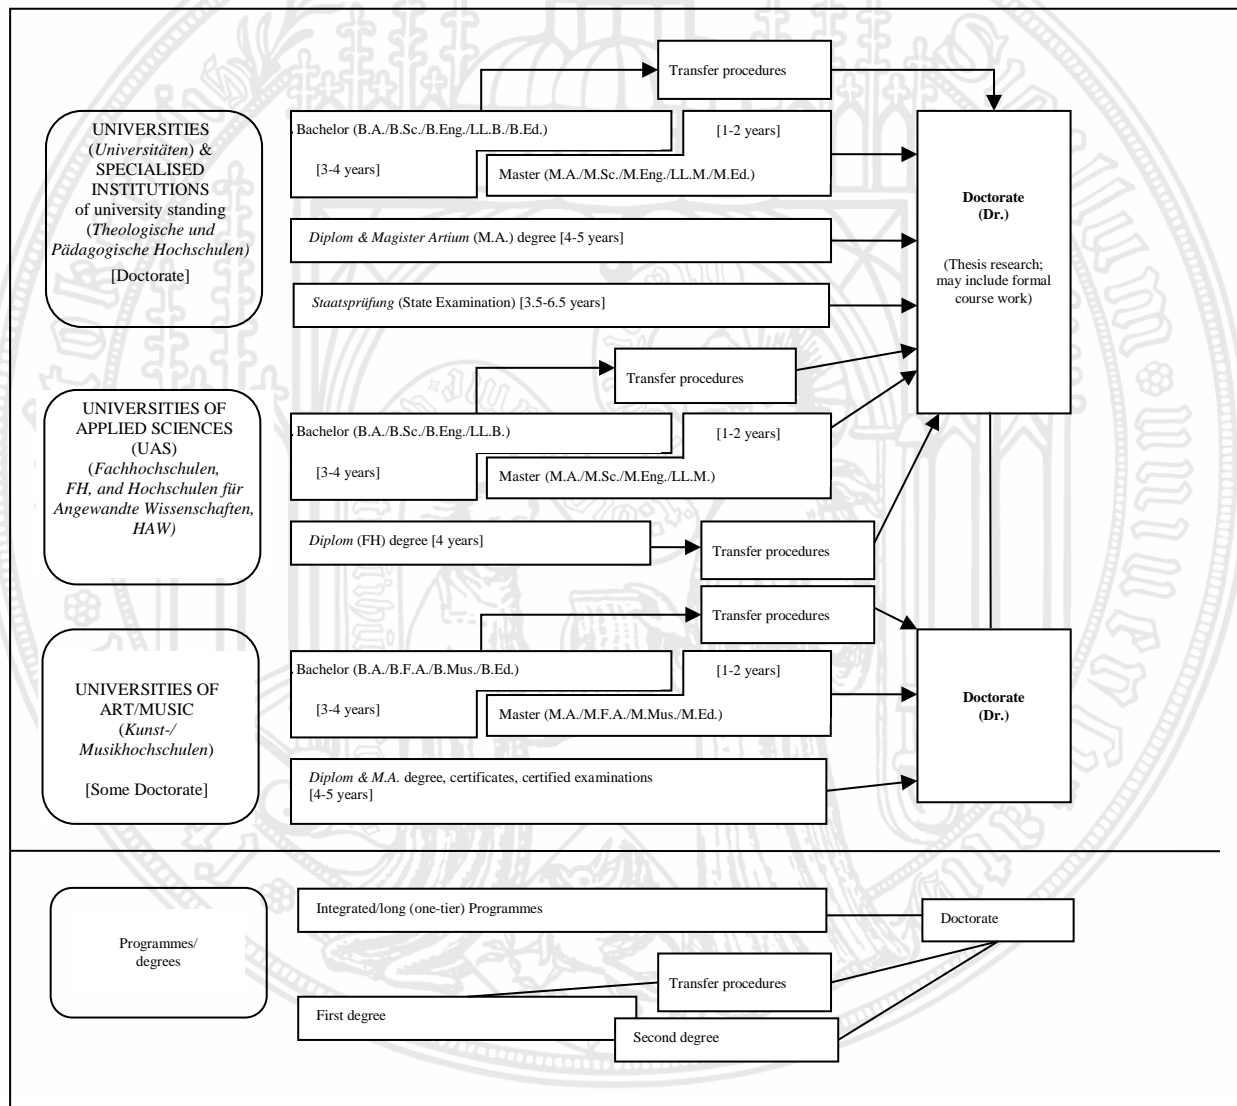 Transfer procedures
UNIVERSITIES
(Universitäten) &
SPECIALISED
INSTITUTIONS
of university standing
(Theologische und
Pädagogische Hochschulen)
[Doctorate]
Bachelor (B.A./B.Sc./B.Eng./LL.B./B.Ed.)
[3-4 years]
[1-2 years]
Master (M.A./M.Sc./M.Eng./LL.M./M.Ed.)
Diplom & Magister Artium (M.A.) degree [4-5 years]
Staatsprüfung (State Examination) [3.5-6.5 years]
Doctorate
(Dr.)
(Thesis research;
may include formal
course work)
Transfer procedures
UNIVERSITIES OF
APPLIED SCIENCES
(UAS)
(Fachhochschulen,
FH, and Hochschulen für
Angewandte Wissenschaften,
HAW)
Bachelor (B.A./B.Sc./B.Eng./LL.B.)
[3-4 years]
[1-2 years]
Master (M.A./M.Sc./M.Eng./LL.M.)
Diplom (FH) degree [4 years]
Transfer procedures
Transfer procedures
UNIVERSITIES OF
ART/MUSIC
(Kunst-/
Musikhochschulen)
[Some Doctorate]
Bachelor (B.A./B.F.A./B.Mus./B.Ed.)
[3-4 years]
[1-2 years]
Master (M.A./M.F.A./M.Mus./M.Ed.)
Diplom & M.A. degree, certificates, certified examinations
[4-5 years]
Doctorate
(Dr.)
Programmes/
degrees
Integrated/long (one-tier) Programmes
Doctorate
Transfer procedures
First degree
Second degree